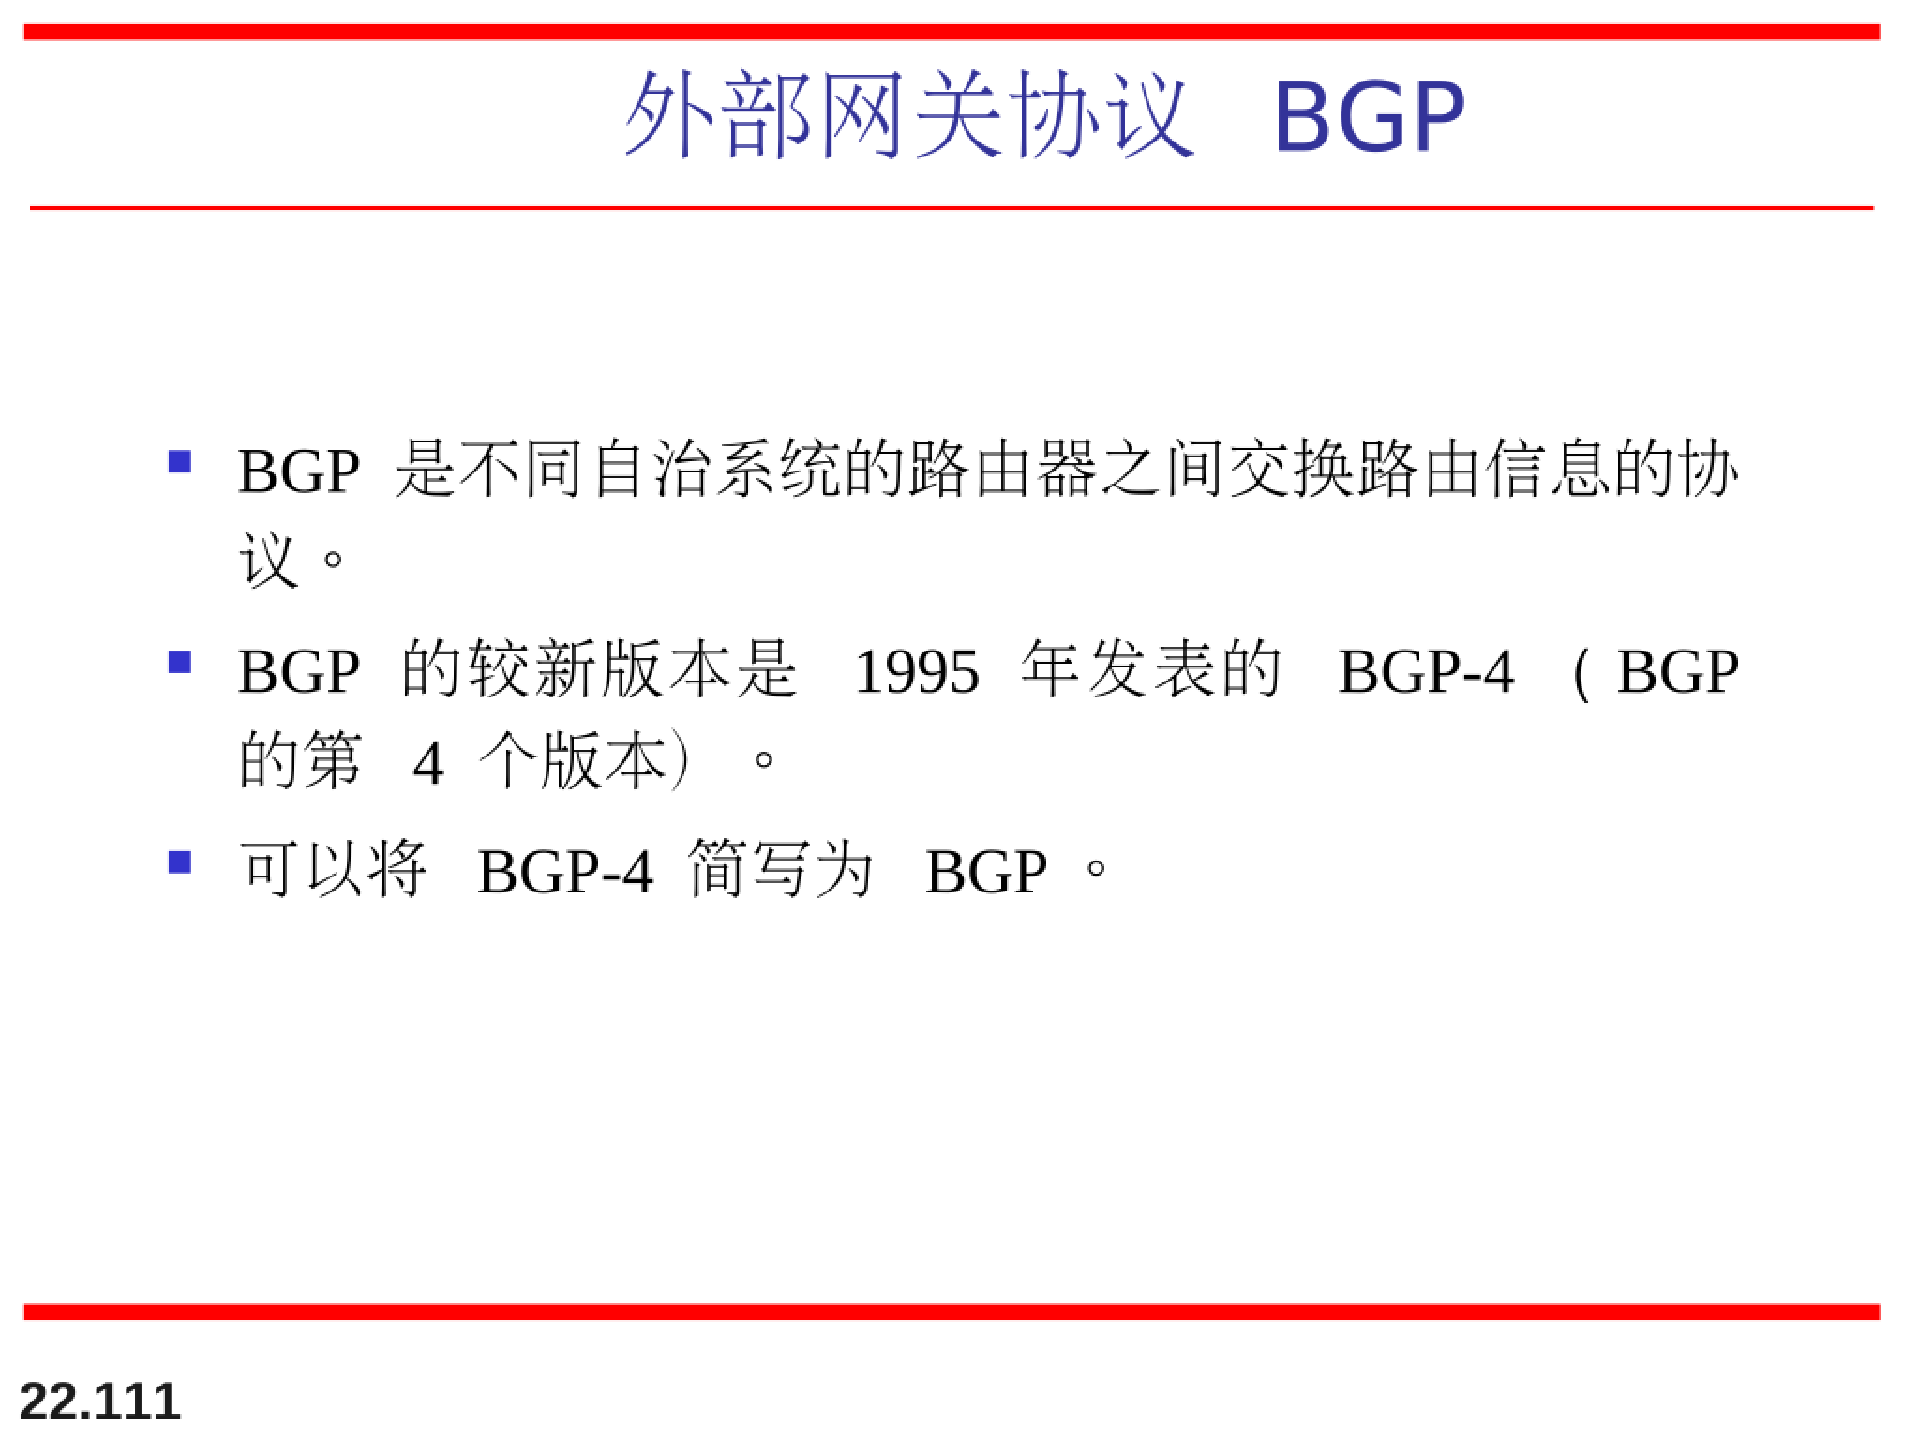 外部网关协议 BGP
BGP 是不同自治系统的路由器之间交换路由信息的协
议。
BGP 的较新版本是 1995 年发表的 BGP-4（BGP
的第 4 个版本）。
可以将 BGP-4 简写为 BGP。
22.111